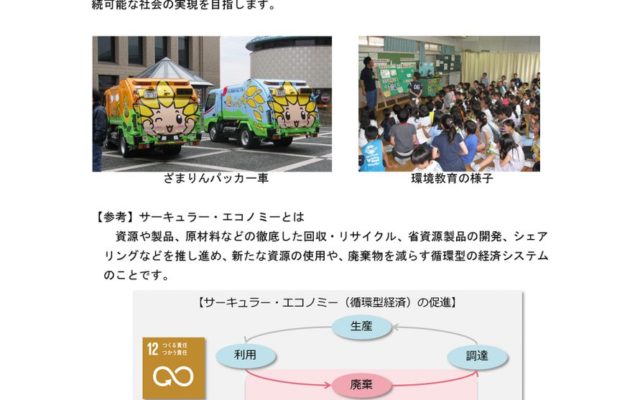 続可能な社会の実現を目指します。
ざまりんパッカー車
環境教育の様子
【参考】サーキュラー・エコノミーとは
資源や製品、原材料などの徹底した回収・リサイクル、省資源製品の開発、シェア
リングなどを推し進め、新たな資源の使用や、廃棄物を減らす循環型の経済システム
のことです。
【サーキュラー・エコノミー（循環型経済）の促進】
生産
12 つくる責任
つかう責任
利用
調達
廃棄